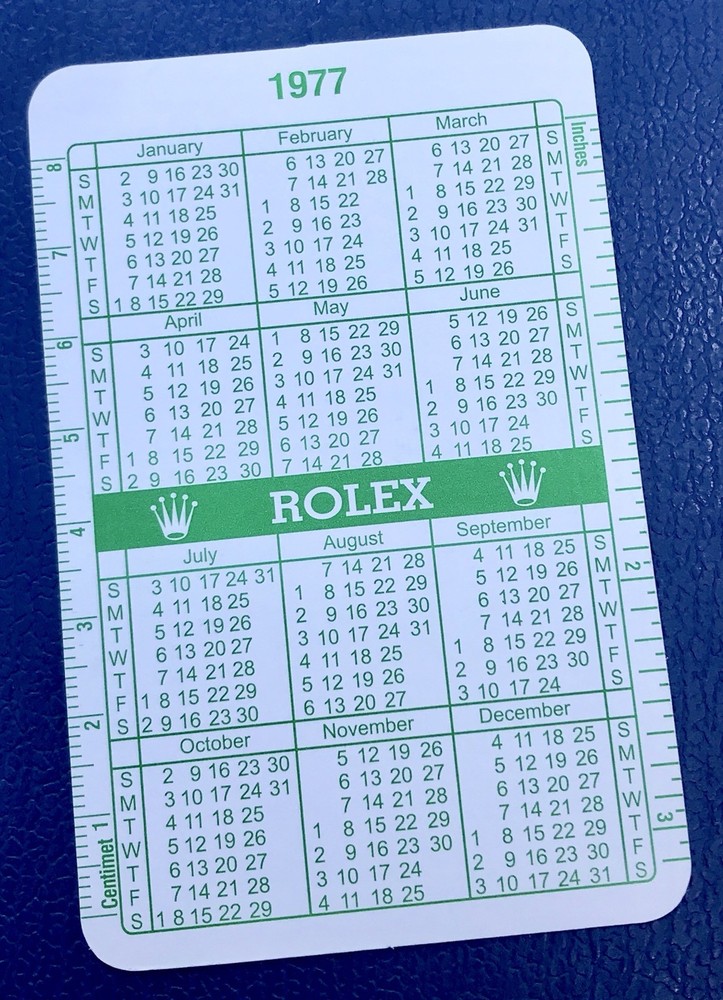 1977
January February March
S 2 9 16 23 30 6 13 20 27 6 13 20 27 S
M 3 10 17 24 31 7 14 21 28 7 14 21 28 M
T 4 11 18 25 1 8 15 22 1 8 15 22 29 T
W 5 12 19 26 2 9 16 23 2 9 16 23 30 W
T 6 13 20 27 3 10 17 24 3 10 17 24 31 T
F 7 14 21 28 4 11 18 25 4 11 18 25 F
S 1 8 15 22 29 5 12 19 26 5 12 19 26 S
April May June
S 3 10 17 24 1 8 15 22 29 5 12 19 26 S
M 4 11 18 25 2 9 16 23 30 6 13 20 27 M
T 5 12 19 26 3 10 17 24 31 7 14 21 28 T
W 6 13 20 27 4 11 18 25 1 8 15 22 29 W
T 7 14 21 28 5 12 19 26 2 9 16 23 30 T
F 1 8 15 22 29 6 13 20 27 3 10 17 24 F
S 2 9 16 23 30 7 14 21 28 4 11 18 25 S
ROLEX
July August September
S 3 10 17 24 31 7 14 21 28 4 11 18 25 S
M 4 11 18 25 1 8 15 22 29 5 12 19 26 M
T 5 12 19 26 2 9 16 23 30 6 13 20 27 T
W 6 13 20 27 3 10 17 24 31 7 14 21 28 W
T 7 14 21 28 4 11 18 25 1 8 15 22 29 T
F 1 8 15 22 29 5 12 19 26 2 9 16 23 30 F
S 2 9 16 23 30 6 13 20 27 3 10 17 24 S
October November December
S 2 9 16 23 30 5 12 19 26 4 11 18 25 S
M 3 10 17 24 31 6 13 20 27 5 12 19 26 M
T 4 11 18 25 7 14 21 28 6 13 20 27 T
W 5 12 19 26 1 8 15 22 29 7 14 21 28 W
T 6 13 20 27 2 9 16 23 30 1 8 15 22 29 T
F 7 14 21 28 3 10 17 24 2 9 16 23 30 F
S 1 8 15 22 29 4 11 18 25 3 10 17 24 31 S
Centimet 1 2 3 4 5 6 7 8
Inches 2 3